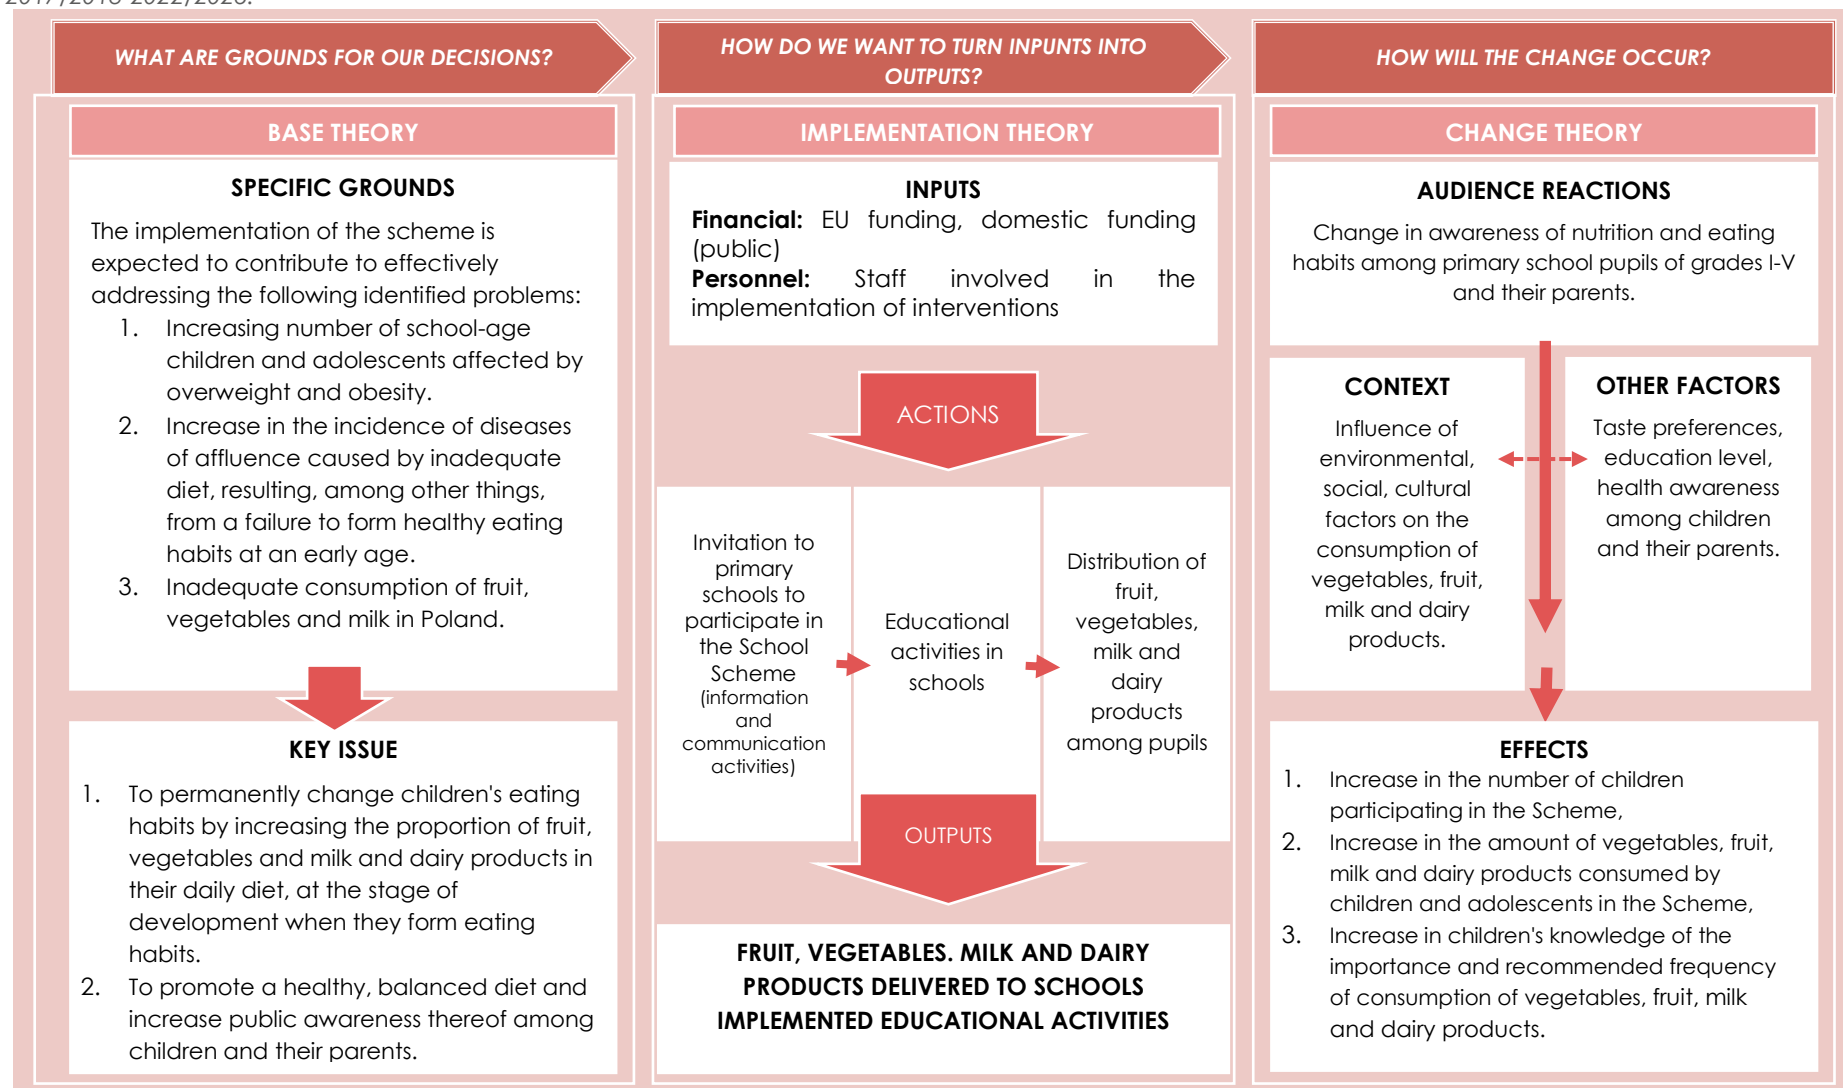 2017/2018-2022/2023.
WHAT ARE GROUNDS FOR OUR DECISIONS?
BASE THEORY
SPECIFIC GROUNDS
The implementation of the scheme is
expected to contribute to effectively
addressing the following identified problems:
1. Increasing number of school-age
children and adolescents affected by
overweight and obesity.
2. Increase in the incidence of diseases
of affluence caused by inadequate
diet, resulting, among other things,
from a failure to form healthy eating
habits at an early age.
3. Inadequate consumption of fruit,
vegetables and milk in Poland.
KEY ISSUE
1. To permanently change children's eating
habits by increasing the proportion of fruit,
vegetables and milk and dairy products in
their daily diet, at the stage of
development when they form eating
habits.
2. To promote a healthy, balanced diet and
increase public awareness thereof among
children and their parents.
HOW DO WE WANT TO TURN INPUNTS INTO
OUTPUTS?
IMPLEMENTATION THEORY
INPUTS
Financial: EU funding, domestic funding
(public)
Personnel: Staff involved in the
implementation of interventions
ACTIONS
Invitation to
primary
schools to
participate in
the School
Scheme
(information
and
communication
activities)
Educational
activities in
schools
Distribution of
fruit,
vegetables,
milk and
dairy
products
among pupils
OUTPUTS
FRUIT, VEGETABLES. MILK AND DAIRY
PRODUCTS DELIVERED TO SCHOOLS
IMPLEMENTED EDUCATIONAL ACTIVITIES
HOW WILL THE CHANGE OCCUR?
CHANGE THEORY
AUDIENCE REACTIONS
Change in awareness of nutrition and eating
habits among primary school pupils of grades I-V
and their parents.
CONTEXT
Influence of
environmental,
social, cultural
factors on the
consumption of
vegetables, fruit,
milk and dairy
products.
OTHER FACTORS
Taste preferences,
education level,
health awareness
among children
and their parents.
EFFECTS
1. Increase in the number of children
participating in the Scheme,
2. Increase in the amount of vegetables, fruit,
milk and dairy products consumed by
children and adolescents in the Scheme,
3. Increase in children's knowledge of the
importance and recommended frequency
of consumption of vegetables, fruit, milk
and dairy products.